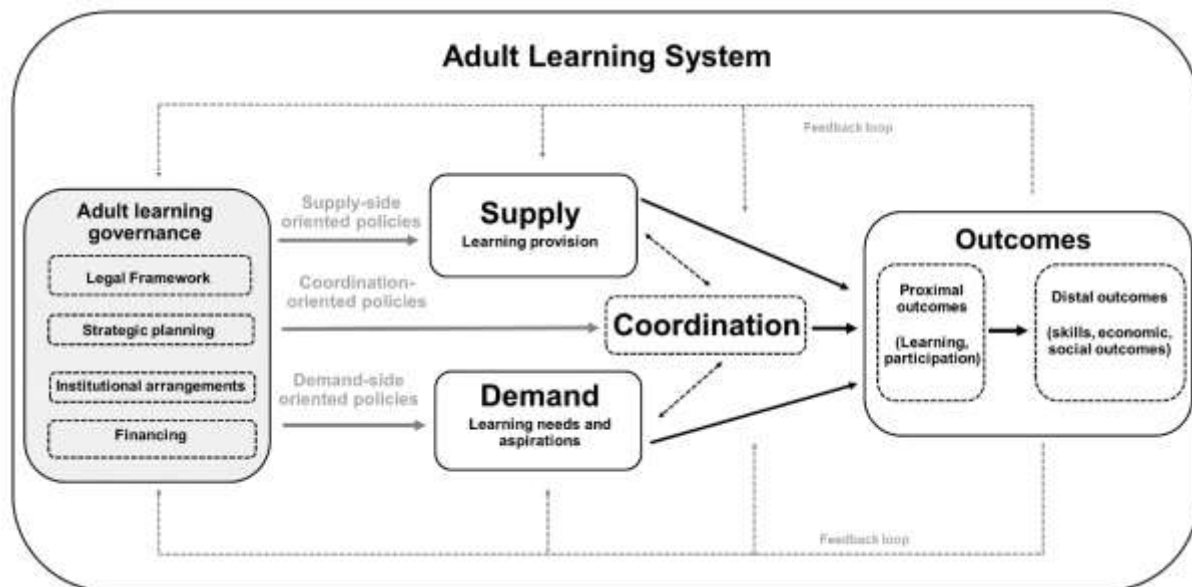 Adult Learning System
Feedback loop
Adult learning
governance
Legal Framework
Strategic planning
Institutional arrangements
Financing
Supply-side
oriented policies
Coordination-
oriented policies
Demand-side
oriented policies
Supply
Learning provision
Coordination
Demand
Learning needs and
aspirations
Outcomes
Proximal
outcomes
(Learning,
participation)
Distal outcomes
(skills, economic,
social outcomes)
Feedback loop